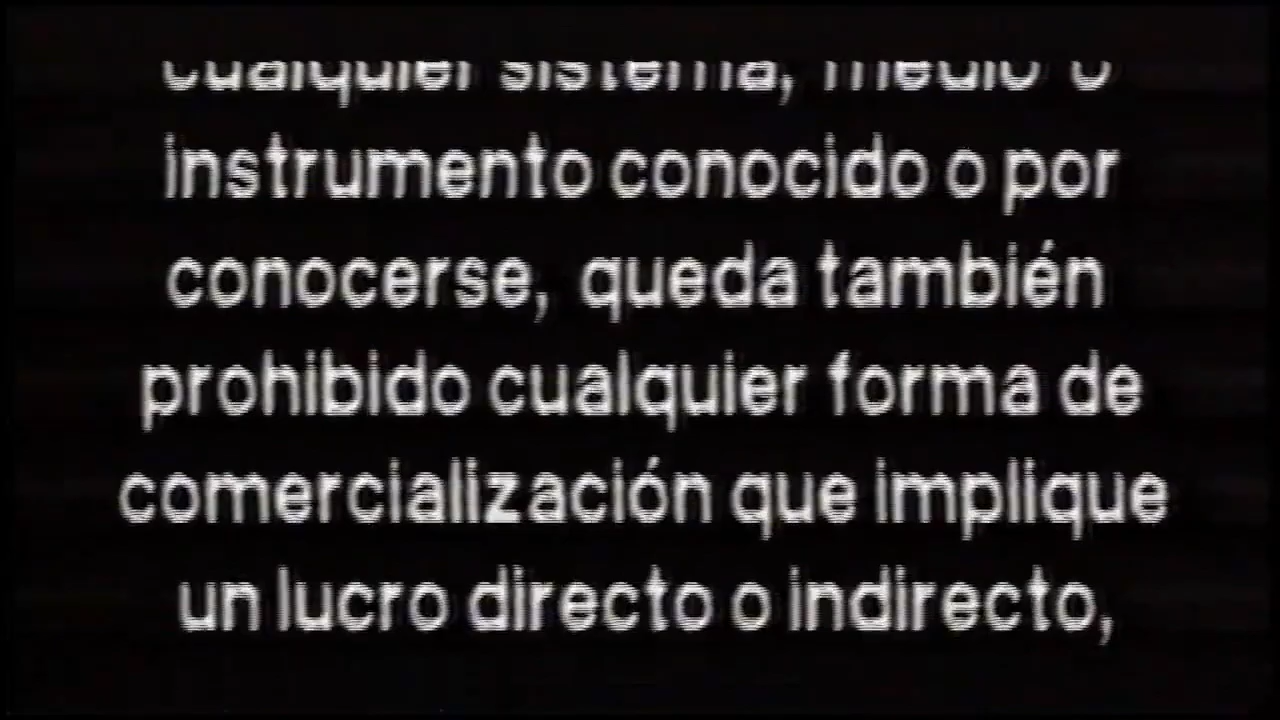 cualquier sistema, medio o
instrumento conocido o por
conocerse, queda también
prohibido cualquier forma de
comercialización que implique
un lucro directo o indirecto,